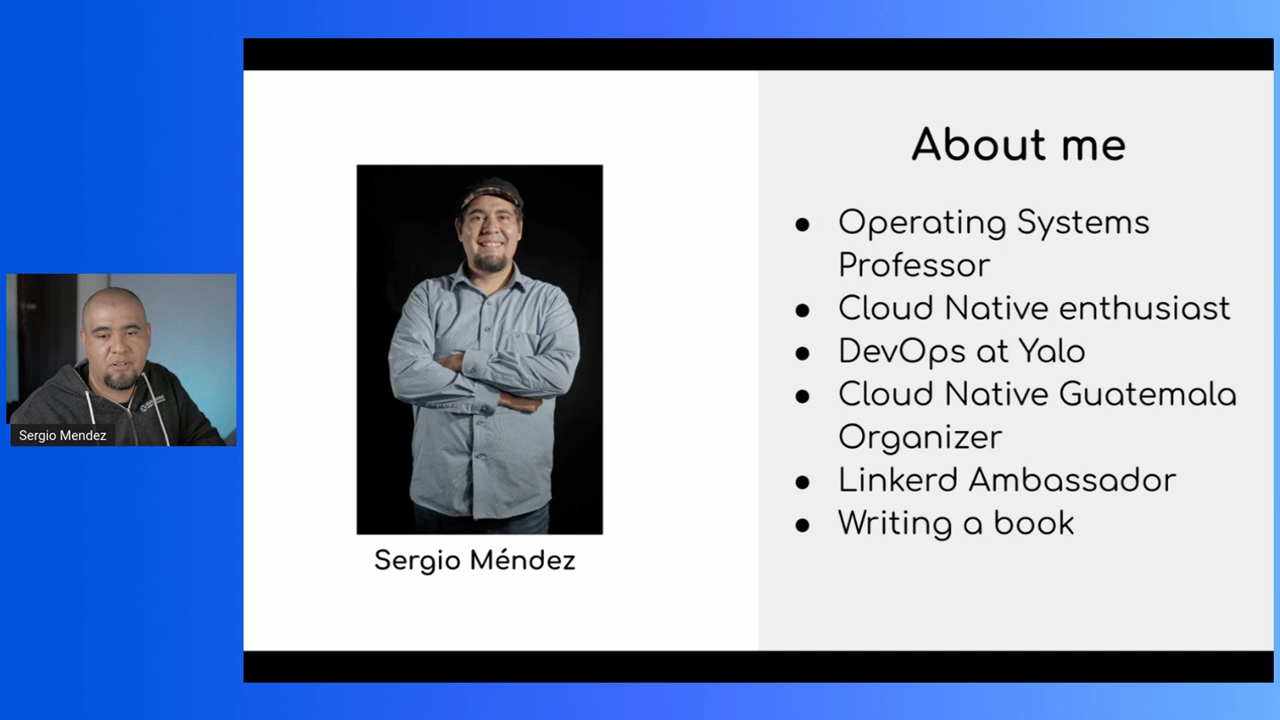 Sergio Mendez
Sergio Méndez
About me
● Operating Systems
Professor
● Cloud Native enthusiast
● DevOps at Yalo
● Cloud Native Guatemala
Organizer
● Linkerd Ambassador
● Writing a book